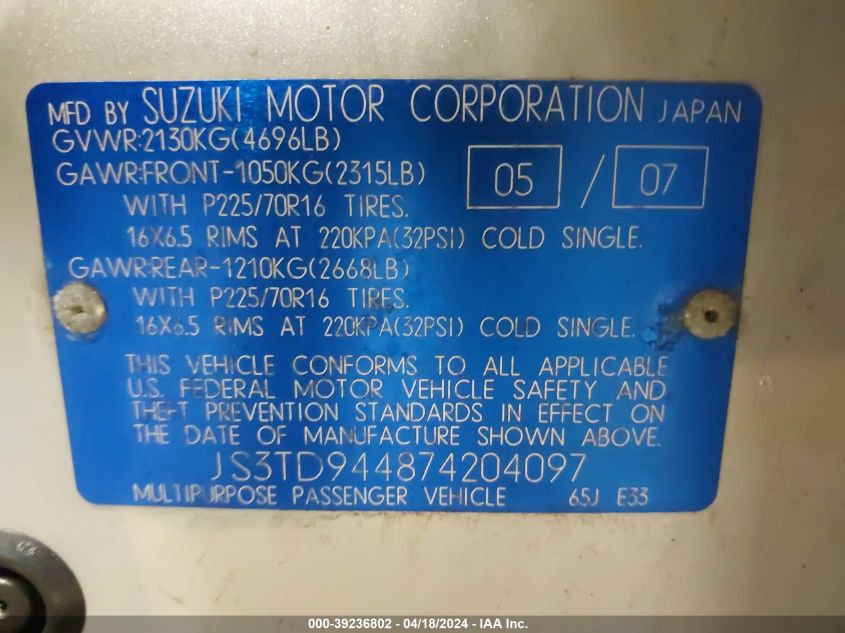 MFD BY SUZUKI MOTOR CORPORATION JAPAN
GVWR:2130KG(4696LB)
GAWR:FRONT-1050KG(2315LB) 05 / 07
WITH P225/70R16 TIRES.
16X6.5 RIMS AT 220KPA(32PSI) COLD SINGLE.
GAWR:REAR-1210KG(2668LB)
WITH P225/70R16 TIRES.
16X6.5 RIMS AT 220KPA(32PSI) COLD SINGLE.
THIS VEHICLE CONFORMS TO ALL APPLICABLE
U.S. FEDERAL MOTOR VEHICLE SAFETY AND
THEFT PREVENTION STANDARDS IN EFFECT ON
THE DATE OF MANUFACTURE SHOWN ABOVE.
JS3TD944874204097
MULTIPURPOSE PASSENGER VEHICLE 65J E33
000-39236802 - 04/18/2024 - IAA Inc.